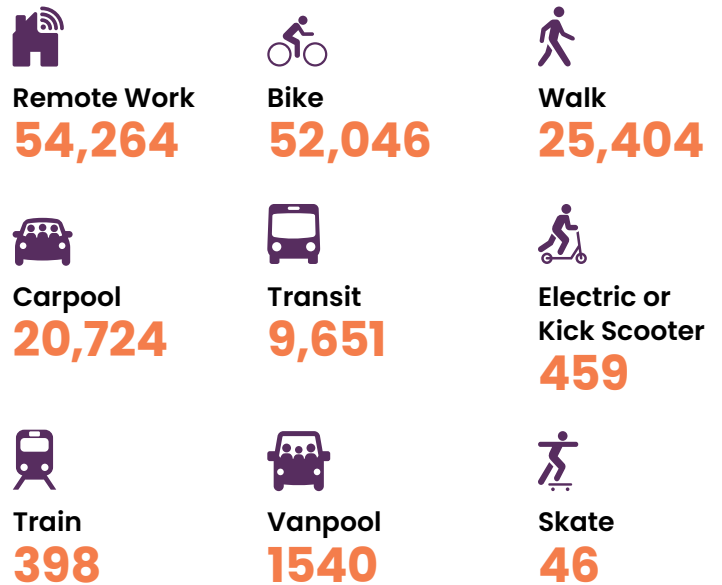 Remote Work
54,264
Bike
52,046
Walk
25,404
Carpool
20,724
Transit
9,651
Electric or
Kick Scooter
459
Train
398
Vanpool
1540
Skate
46